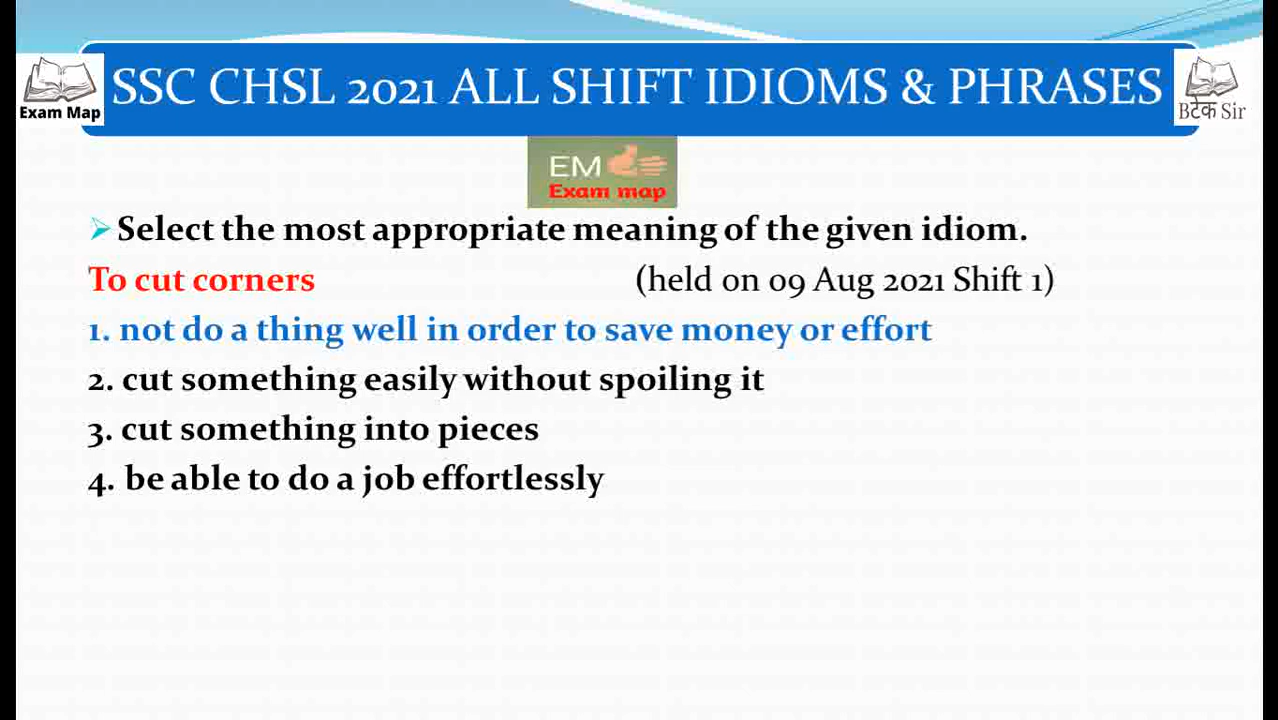 SSC CHSL 2021 ALL SHIFT IDIOMS & PHRASES
Exam Map
Bटेक Sir
EM
Exam map
Select the most appropriate meaning of the given idiom.
To cut corners (held on 09 Aug 2021 Shift 1)
1. not do a thing well in order to save money or effort
2. cut something easily without spoiling it
3. cut something into pieces
4. be able to do a job effortlessly